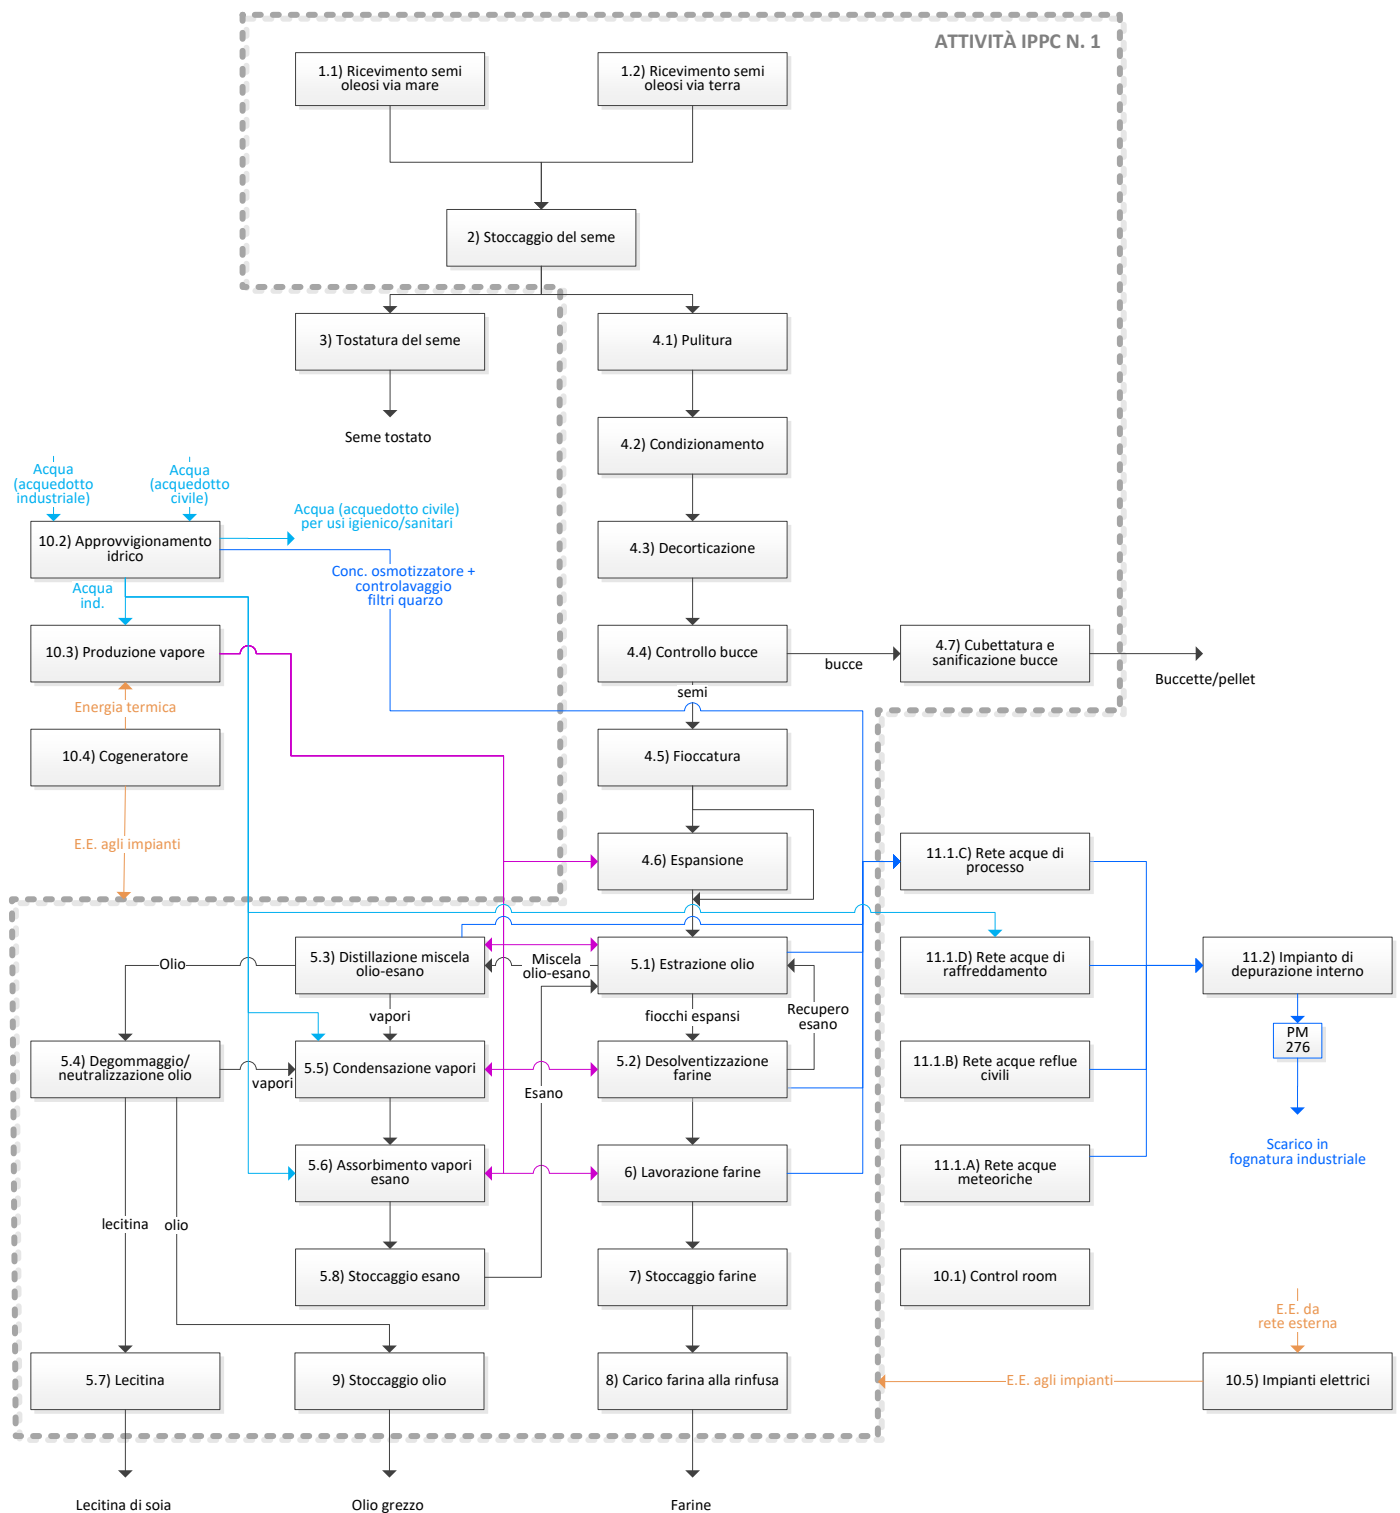 ATTIVITÀ IPPC N. 1
1.1) Ricevimento semi
oleosi via mare
1.2) Ricevimento semi
oleosi via terra
2) Stoccaggio del seme
3) Tostatura del seme
4.1) Pulitura
Seme tostato
4.2) Condizionamento
Acqua
(acquedotto
industriale)
Acqua
(acquedotto
civile)
Acqua (acquedotto civile)
per usi igienico/sanitari
10.2) Approvvigionamento
idrico
4.3) Decorticazione
Conc. osmotizzatore +
controlavaggio
filtri quarzo
Acqua
ind.
10.3) Produzione vapore
4.4) Controllo bucce
bucce
4.7) Cubettatura e
sanificazione bucce
Buccette/pellet
semi
Energia termica
10.4) Cogeneratore
4.5) Fioccatura
E.E. agli impianti
4.6) Espansione
11.1.C) Rete acque di
processo
Olio
5.3) Distillazione miscela
olio-esano
Miscela
olio-esano
5.1) Estrazione olio
11.1.D) Rete acque di
raffreddamento
11.2) Impianto di
depurazione interno
vapori
fiocchi espansi
Recupero
esano
PM
276
5.4) Degommaggio/
neutralizzazione olio
vapori
5.5) Condensazione vapori
5.2) Desolventizzazione
farine
11.1.B) Rete acque reflue
civili
Esano
Scarico in
fognatura industriale
5.6) Assorbimento vapori
esano
6) Lavorazione farine
11.1.A) Rete acque
meteoriche
lecitina
olio
5.8) Stoccaggio esano
7) Stoccaggio farine
10.1) Control room
E.E. da
rete esterna
5.7) Lecitina
9) Stoccaggio olio
8) Carico farina alla rinfusa
E.E. agli impianti
10.5) Impianti elettrici
Lecitina di soia
Olio grezzo
Farine